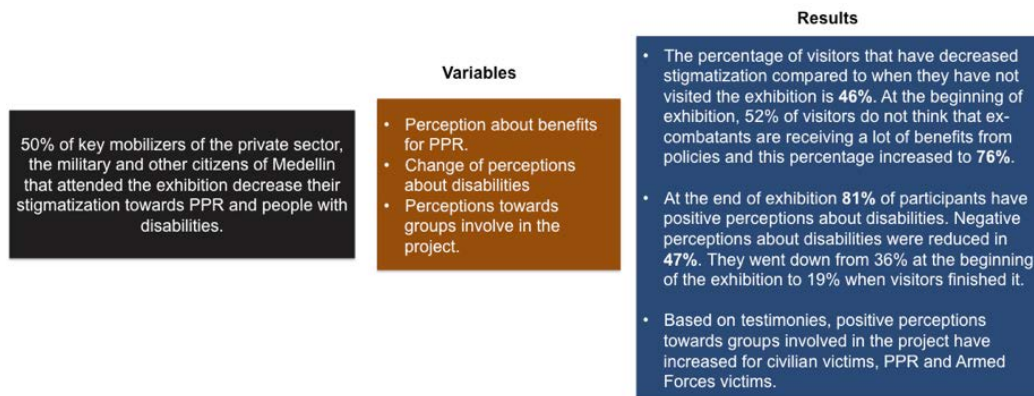 Results
Variables
50% of key mobilizers of the private sector,
the military and other citizens of Medellin
that attended the exhibition decrease their
stigmatization towards PPR and people with
disabilities.
• Perception about benefits
for PPR.
• Change of perceptions
about disabilities
• Perceptions towards
groups involve in the
project.
• The percentage of visitors that have decreased
stigmatization compared to when they have not
visited the exhibition is 46%. At the beginning of
exhibition, 52% of visitors do not think that ex-
combatants are receiving a lot of benefits from
policies and this percentage increased to 76%.
• At the end of exhibition 81% of participants have
positive perceptions about disabilities. Negative
perceptions about disabilities were reduced in
47%. They went down from 36% at the beginning
of the exhibition to 19% when visitors finished it.
• Based on testimonies, positive perceptions
towards groups involved in the project have
increased for civilian victims, PPR and Armed
Forces victims.